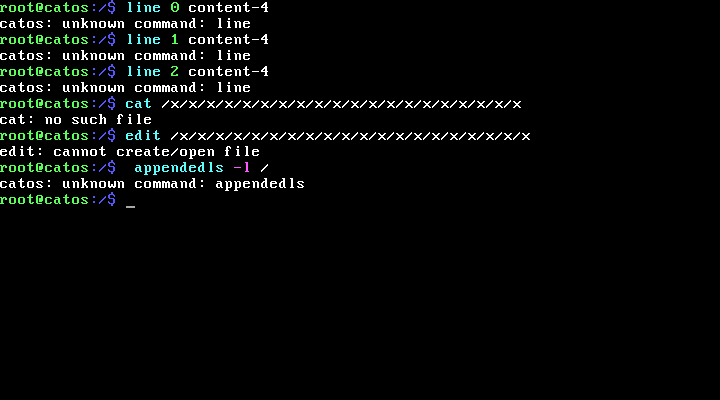 root@catos:/$ line 0 content-4
catos: unknown command: line
root@catos:/$ line 1 content-4
catos: unknown command: line
root@catos:/$ line 2 content-4
catos: unknown command: line
root@catos:/$ cat /x/x/x/x/x/x/x/x/x/x/x/x/x/x/x/x/x/x/x/x
cat: no such file
root@catos:/$ edit /x/x/x/x/x/x/x/x/x/x/x/x/x/x/x/x/x/x/x/x
edit: cannot create/open file
root@catos:/$  appendedls -l /
catos: unknown command: appendedls
root@catos:/$ _